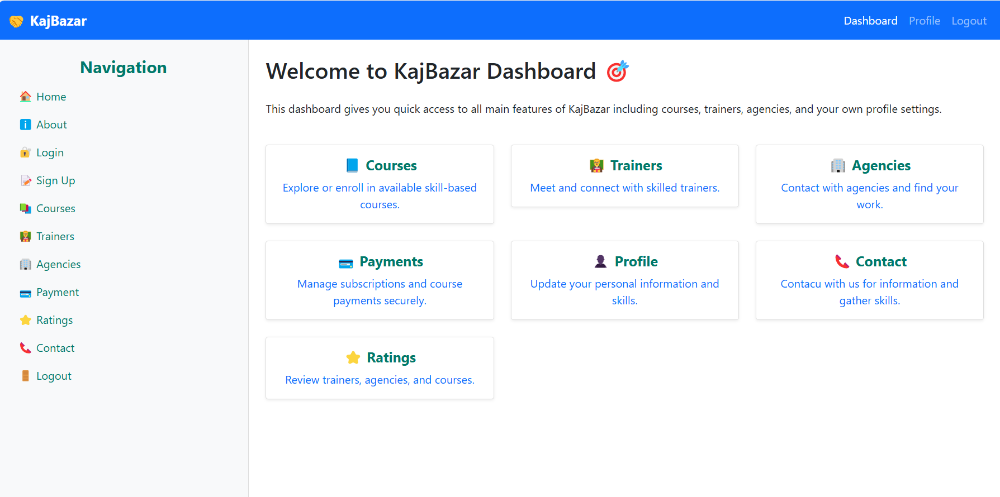 KajBazar
Dashboard Profile Logout
Navigation
Home
About
Login
Sign Up
Courses
Trainers
Agencies
Payment
Ratings
Contact
Logout
Welcome to KajBazar Dashboard
This dashboard gives you quick access to all main features of KajBazar including courses, trainers, agencies, and your own profile settings.
Courses
Explore or enroll in available skill-based
courses.
Trainers
Meet and connect with skilled trainers.
Agencies
Contact with agencies and find your
work.
Payments
Manage subscriptions and course
payments securely.
Profile
Update your personal information and
skills.
Contact
Contacu with us for information and
gather skills.
Ratings
Review trainers, agencies, and courses.